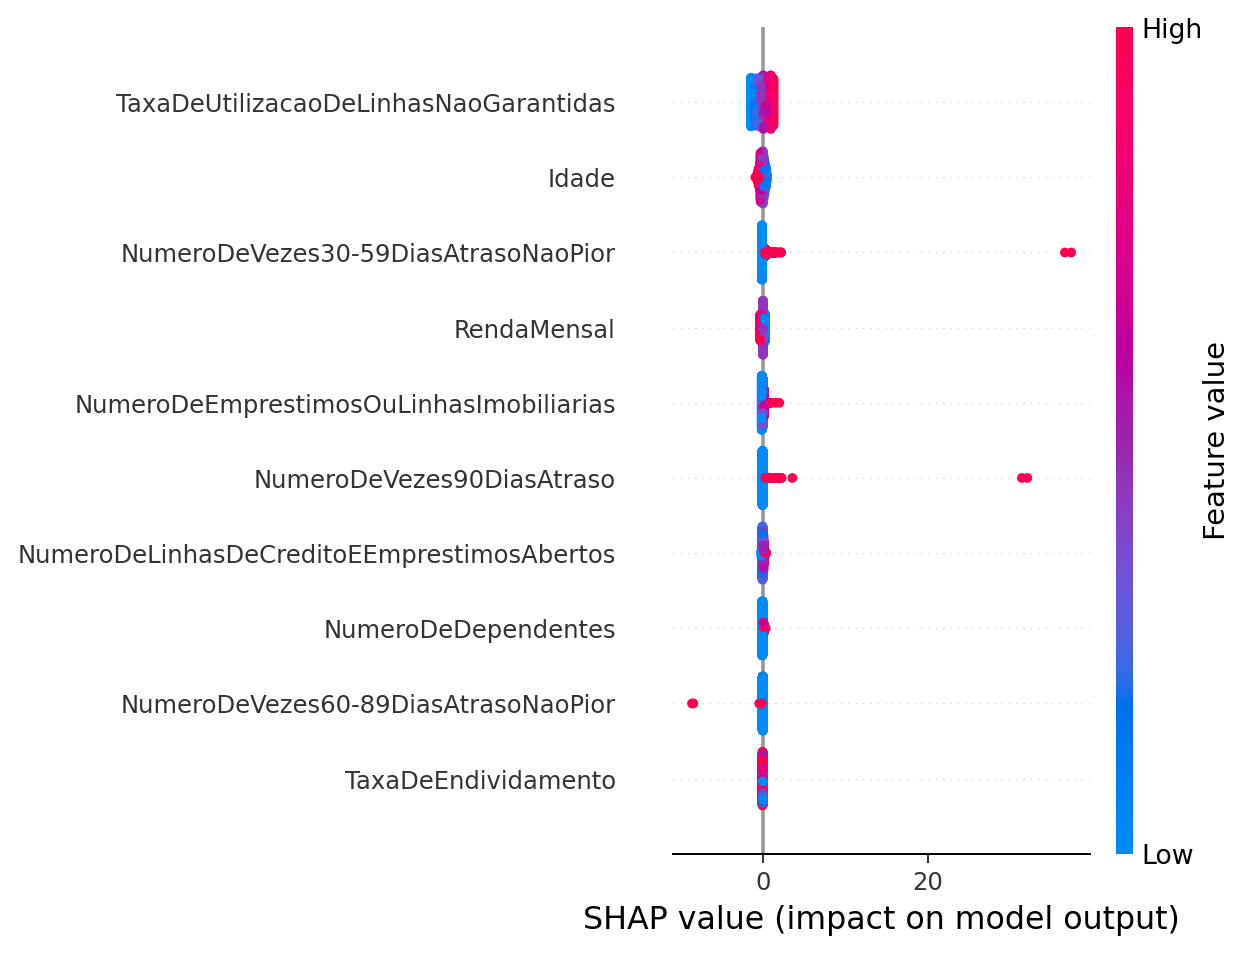 High
TaxaDeUtilizacaoDeLinhasNaoGarantidas
Idade
NumeroDeVezes30-59DiasAtrasoNaoPior
RendaMensal
NumeroDeEmprestimosOuLinhasImobiliarias
NumeroDeVezes90DiasAtraso
NumeroDeLinhasDeCreditoEEmprestimosAbertos
NumeroDeDependentes
NumeroDeVezes60-89DiasAtrasoNaoPior
TaxaDeEndividamento
Feature value
Low
0 20
SHAP value (impact on model output)